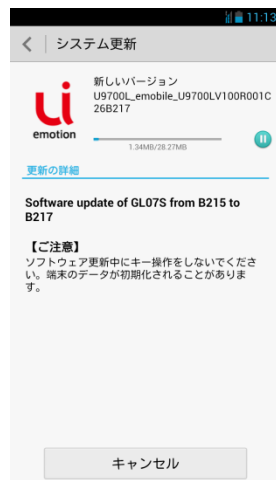 11:13
システム更新
新しいバージョン
U9700L_emobile_U9700LV100R001C
26B217
ui
emotion
1.34MB/28.27MB
更新の詳細
Software update of GL07S from B215 to
B217
【ご注意】
ソフトウェア更新中にキー操作をしないでくださ
い。端末のデータが初期化されることがありま
す。
キャンセル